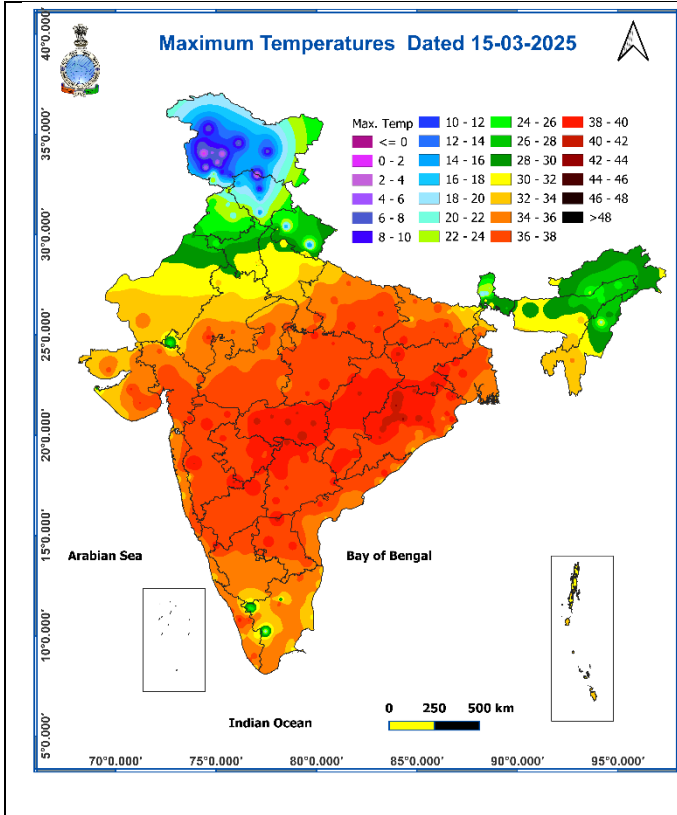 Maximum Temperatures Dated 15-03-2025
Max. Temp
<= 0
0 - 2
2 - 4
4 - 6
6 - 8
8 - 10
10 - 12
12 - 14
14 - 16
16 - 18
18 - 20
20 - 22
22 - 24
24 - 26
26 - 28
28 - 30
30 - 32
32 - 34
34 - 36
36 - 38
38 - 40
40 - 42
42 - 44
44 - 46
46 - 48
>48
40°0.000'
35°0.000'
30°0.000'
25°0.000'
20°0.000'
15°0.000'
10°0.000'
5°0.000'
Arabian Sea
Bay of Bengal
Indian Ocean
0 250 500 km
70°0.000' 75°0.000' 80°0.000' 85°0.000' 90°0.000' 95°0.000'